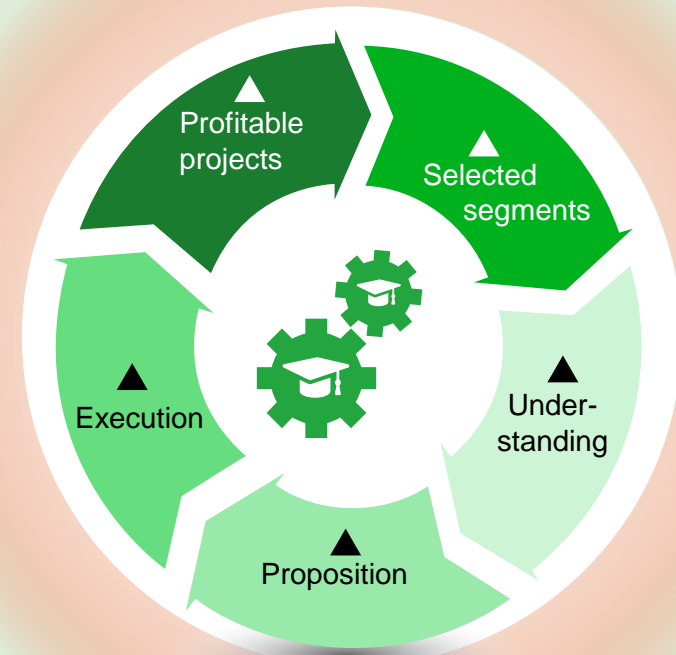 Profitable
projects
Selected
segments
Under-
standing
Proposition
Execution